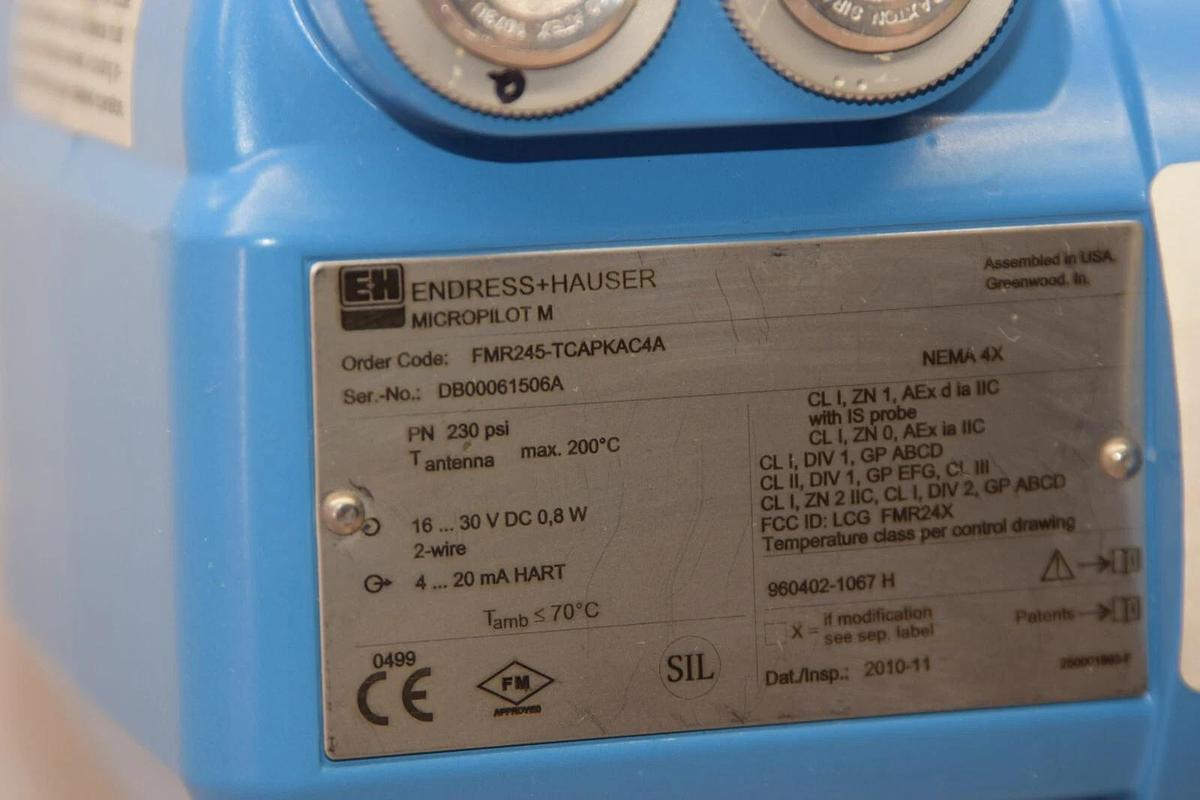 E+H
ENDRESS+HAUSER
MICROPILOT M
Assembled in USA.
Greenwood. In.
Order Code: FMR245-TCAPKAC4A
Ser.-No.: DB00061506A
NEMA 4X
PN 230 psi
T antenna max. 200°C
16 ... 30 V DC 0,8 W
2-wire
4 ... 20 mA HART
Tamb ≤ 70°C
CL I, ZN 1, AEx d ia IIC
with IS probe
CL I, ZN 0, AEx ia IIC
CL I, DIV 1, GP ABCD
CL II, DIV 1, GP EFG, CL III
CL I, ZN 2 IIC, CL I, DIV 2, GP ABCD
FCC ID: LCG FMR24X
Temperature class per control drawing
960402-1067 H
X = if modification
see sep. label
Patents
Dat./Insp.: 2010-11
0499
CE
FM
APPROVED
SIL